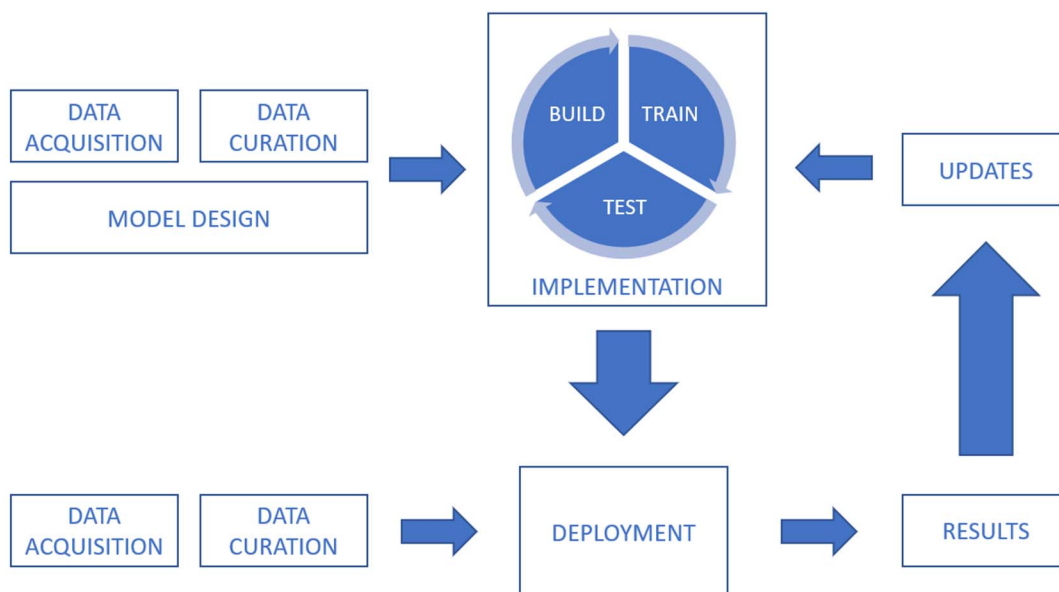 DATA
ACQUISITION
DATA
CURATION
MODEL DESIGN
BUILD
TRAIN
TEST
IMPLEMENTATION
UPDATES
DATA
ACQUISITION
DATA
CURATION
DEPLOYMENT
RESULTS